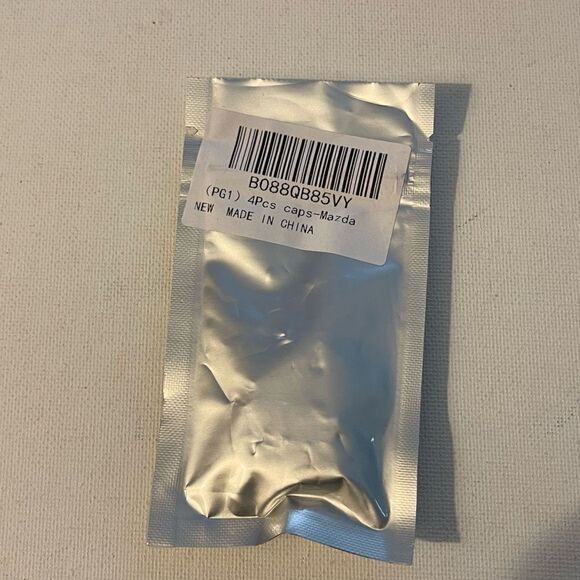 B088QB85VY
(PG1) 4Pcs caps-Mazda
NEW MADE IN CHINA